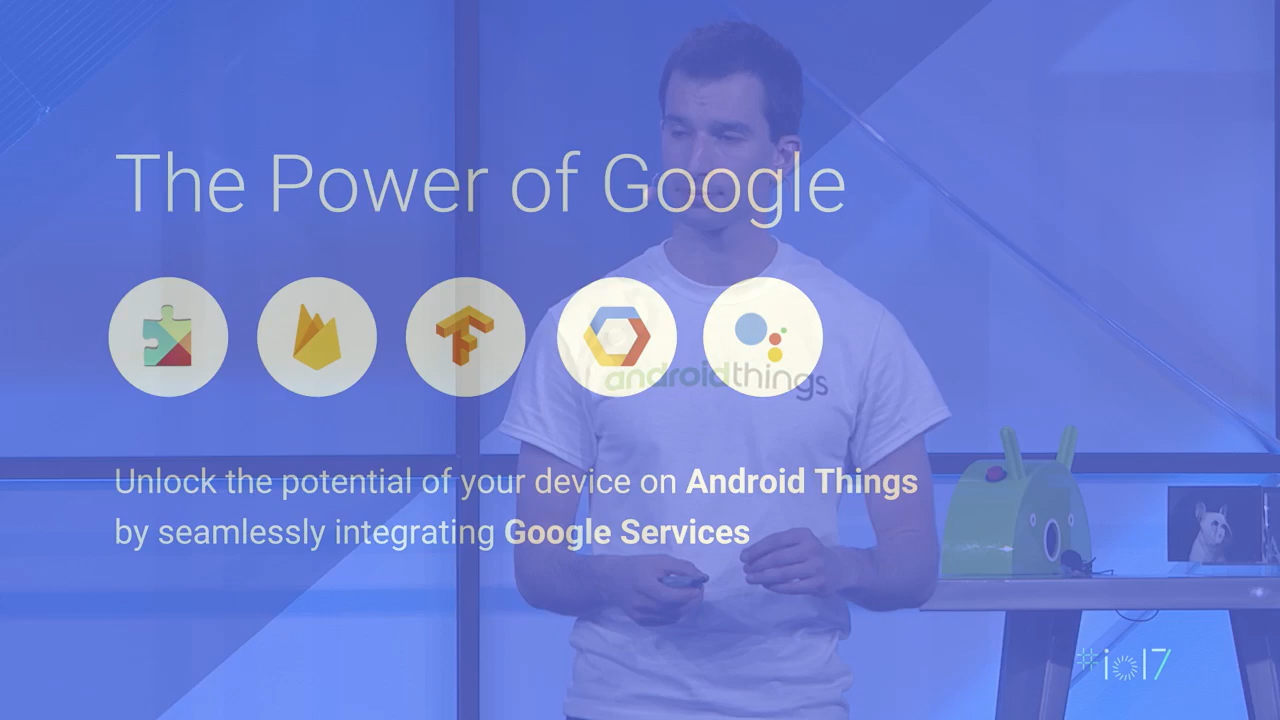 The Power of Google
androidthings
Unlock the potential of your device on Android Things
by seamlessly integrating Google Services
#io17